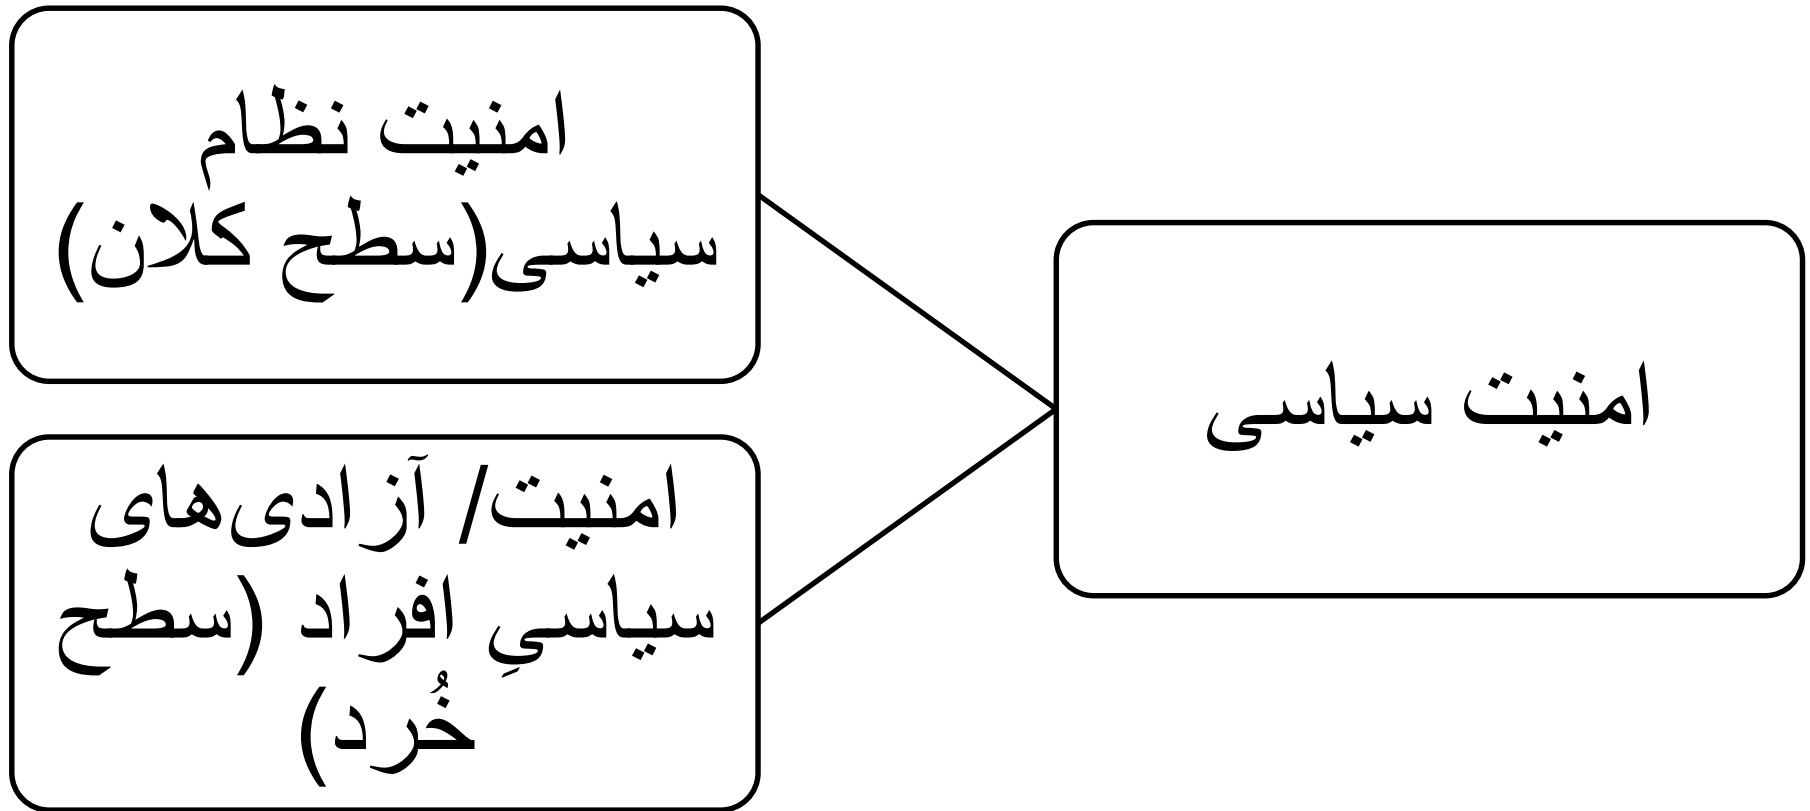 امنیت سیاسی
امنیت نظام
سیاسی(سطح کلان)
امنیت/ آزادی‌های
سیاسیِ افراد (سطح
خُرد)